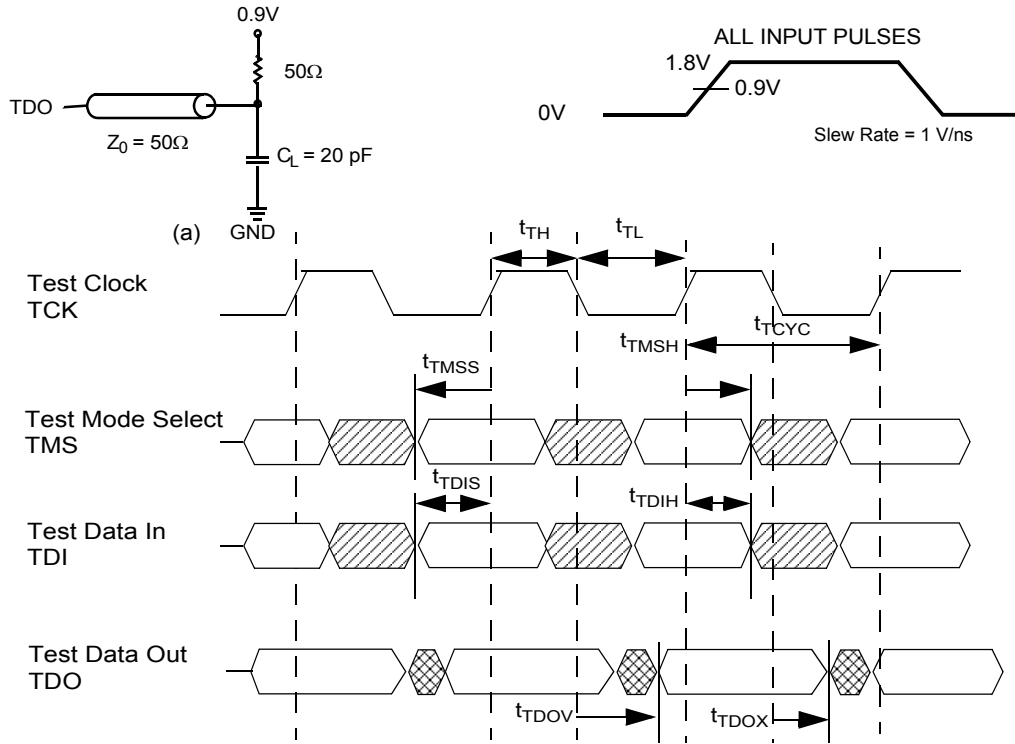 0.9V
50Ω
TDO
Z0 = 50Ω
CL = 20 pF
(a)
GND
ALL INPUT PULSES
1.8V
0.9V
0V
Slew Rate = 1 V/ns
tTH
tTL
Test Clock
TCK
tTCYC
tTMSH
tTMSS
Test Mode Select
TMS
tTDIS
tTDIH
Test Data In
TDI
Test Data Out
TDO
tTDOV
tTDOX